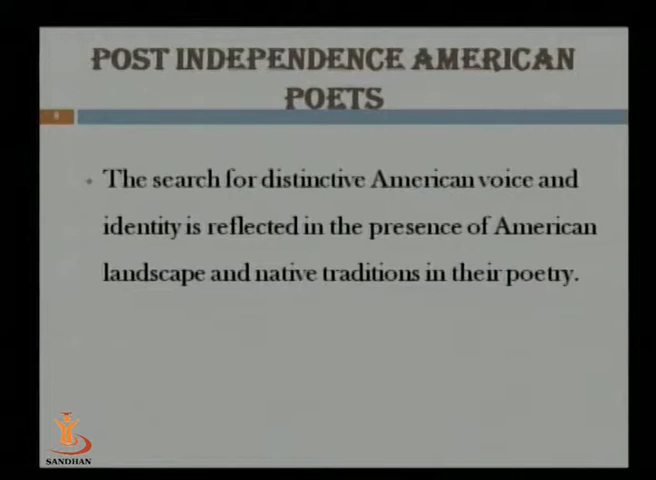 POST INDEPENDENCE AMERICAN
POETS
The search for distinctive American voice and
identity is reflected in the presence of American
landscape and native traditions in their poetry.
SANDHAN